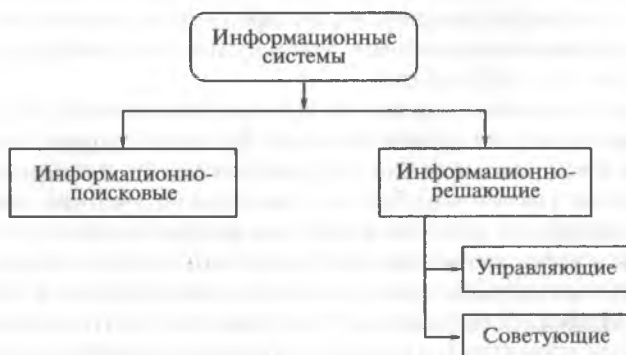 Информационные
системы
Информационно-
поисковые
Информационно-
решающие
Управляющие
Советующие